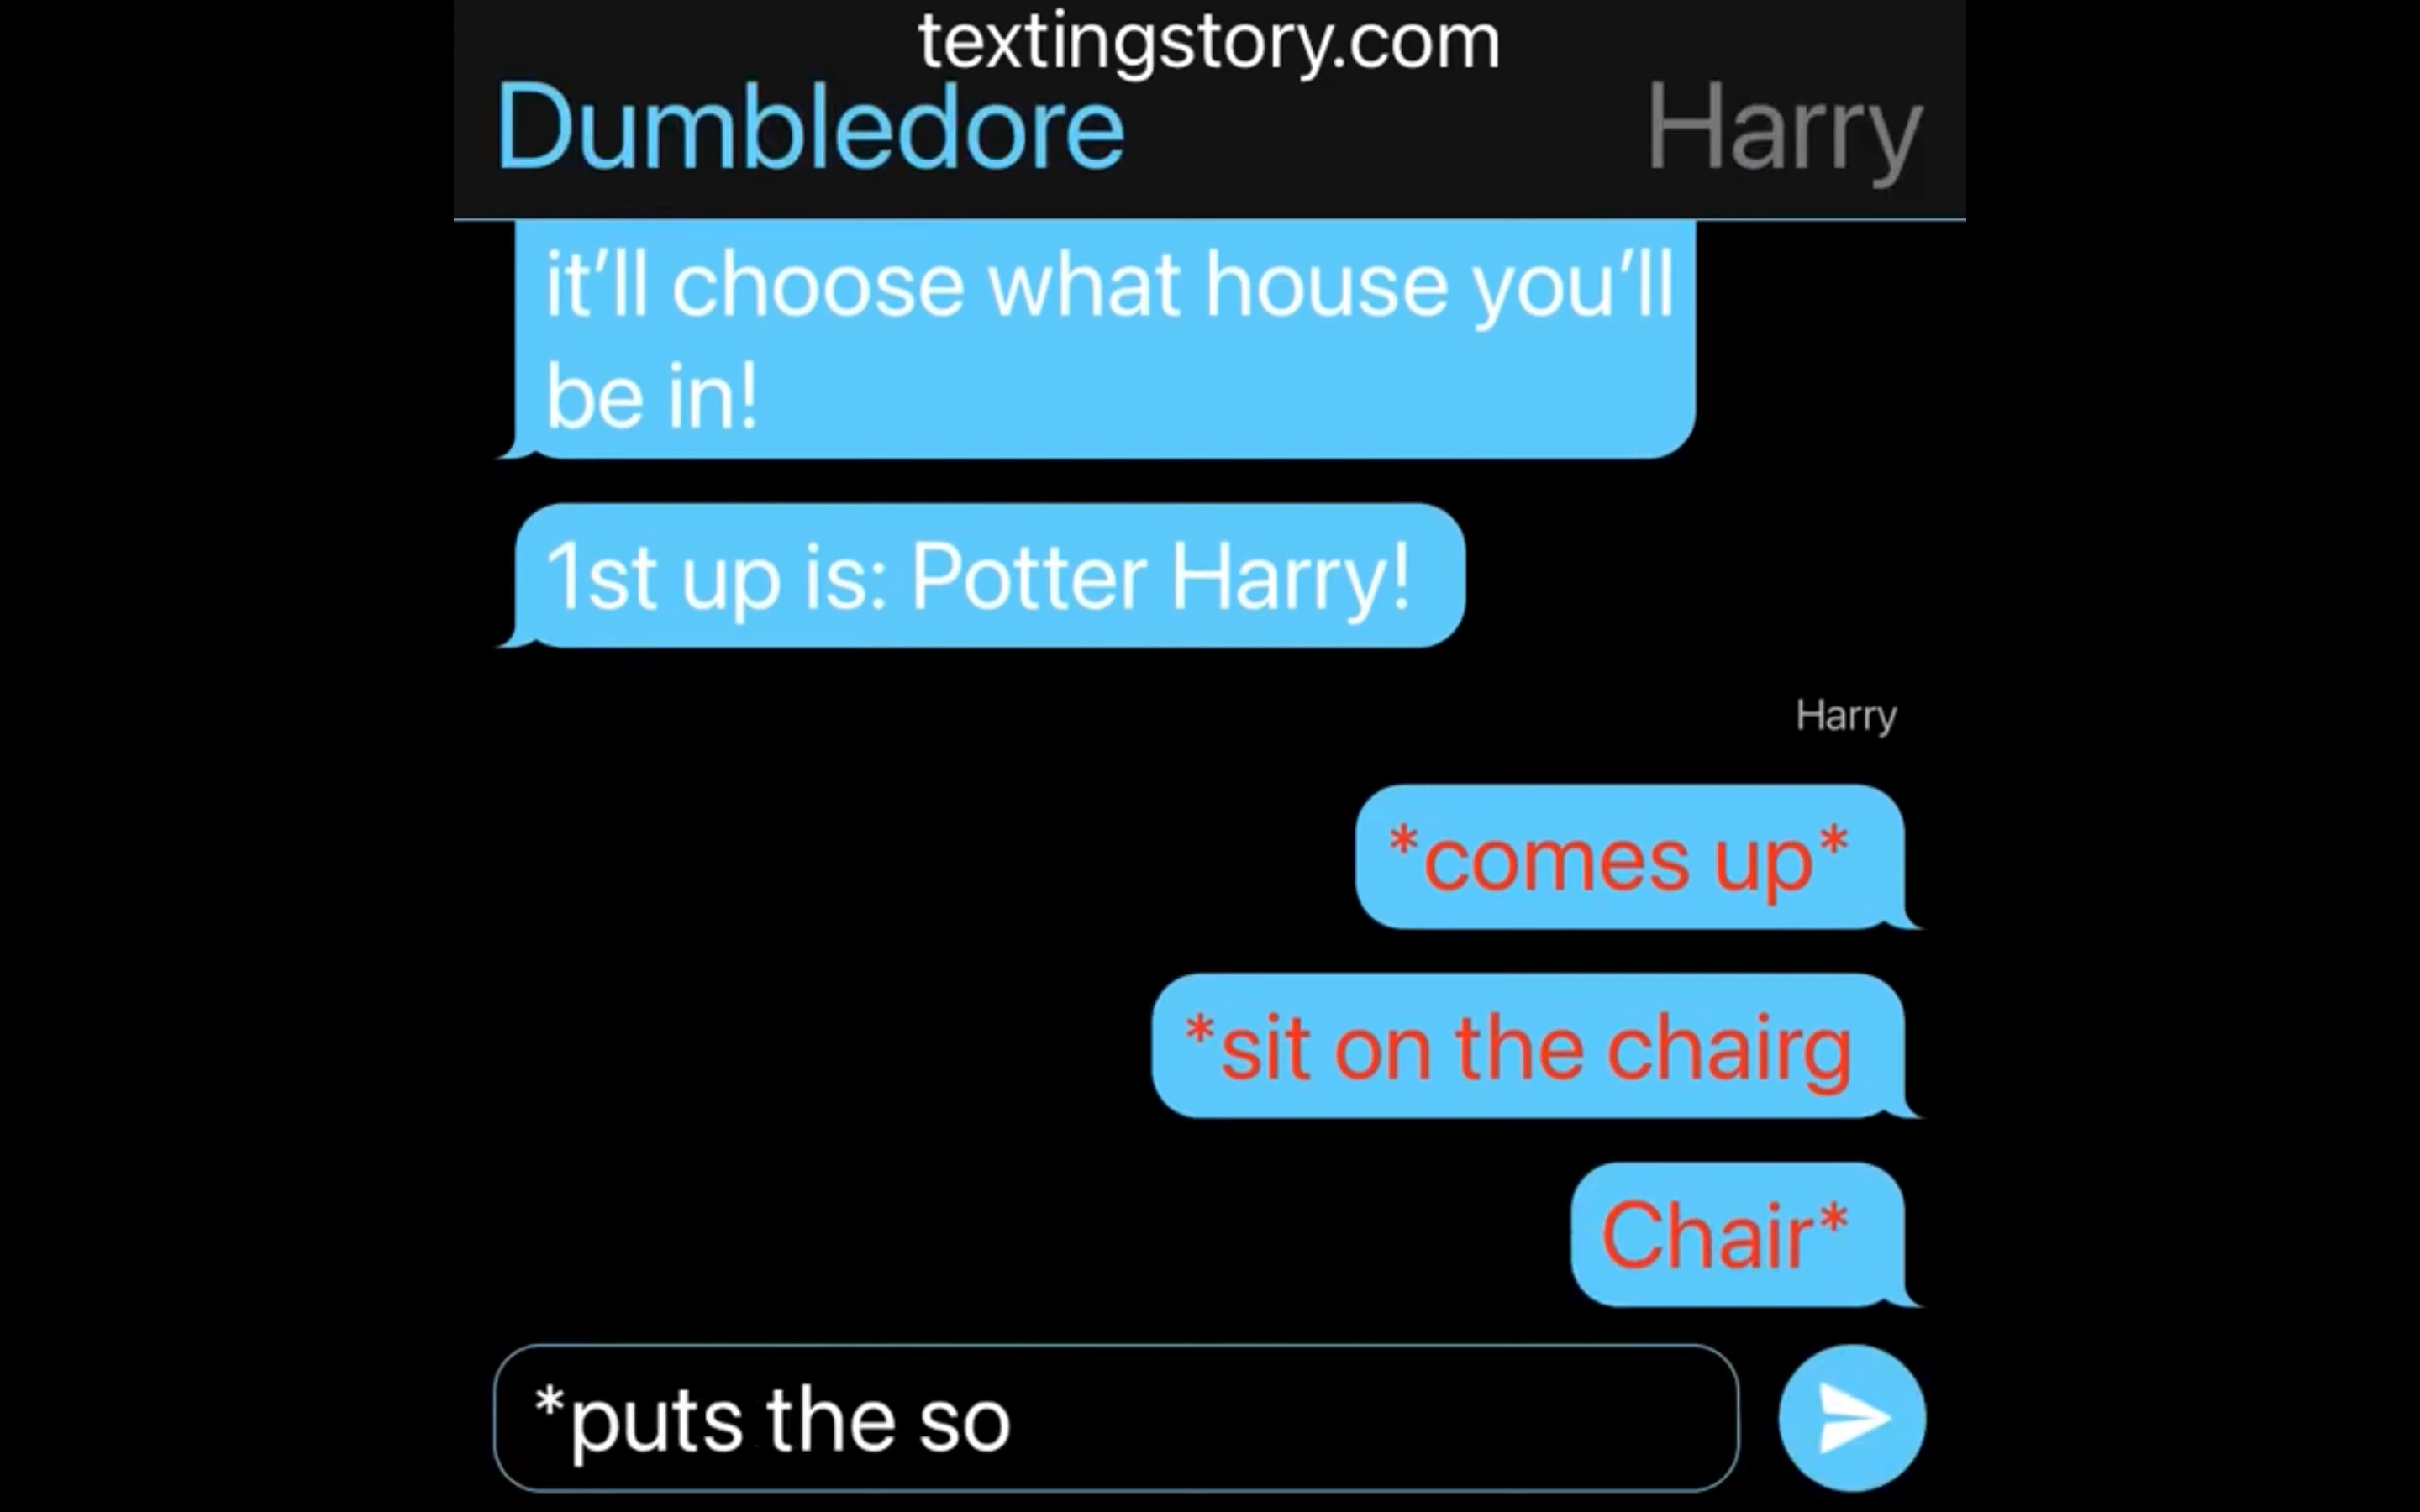 textingstory.com
Dumbledore Harry
it’ll choose what house you’ll
be in!
1st up is: Potter Harry!
Harry
*comes up*
*sit on the chairg
Chair*
*puts the so